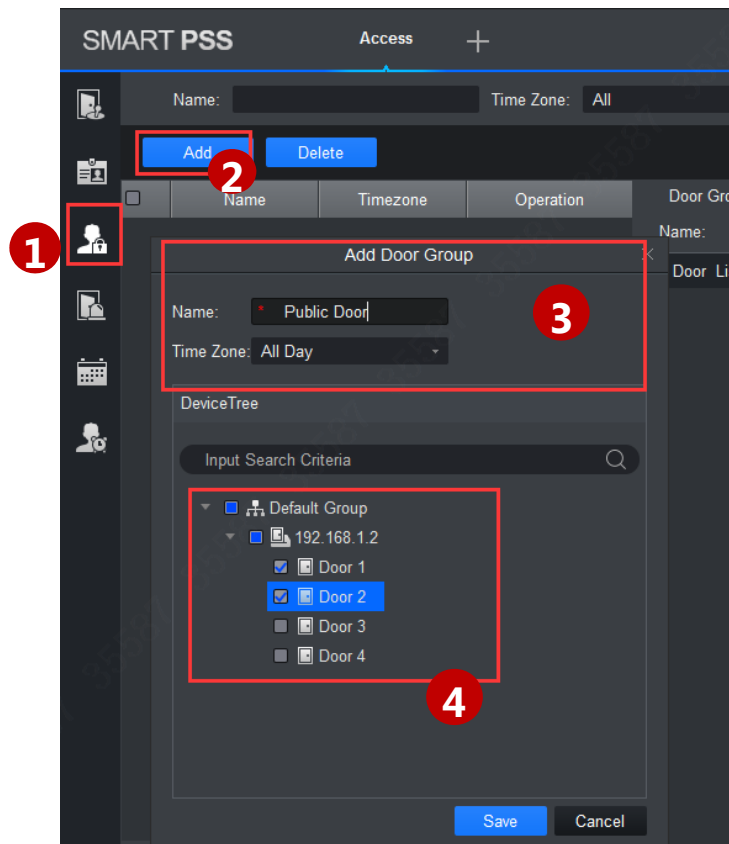 SMART PSS Access
Name: Time Zone: All
Add Delete
2
Name Timezone Operation Door Gro
1
Name:
Add Door Group
Door Li
Name: * Public Door
3
Time Zone: All Day
DeviceTree
Input Search Criteria
Default Group
192.168.1.2
Door 1
Door 2
Door 3
Door 4
4
Save Cancel